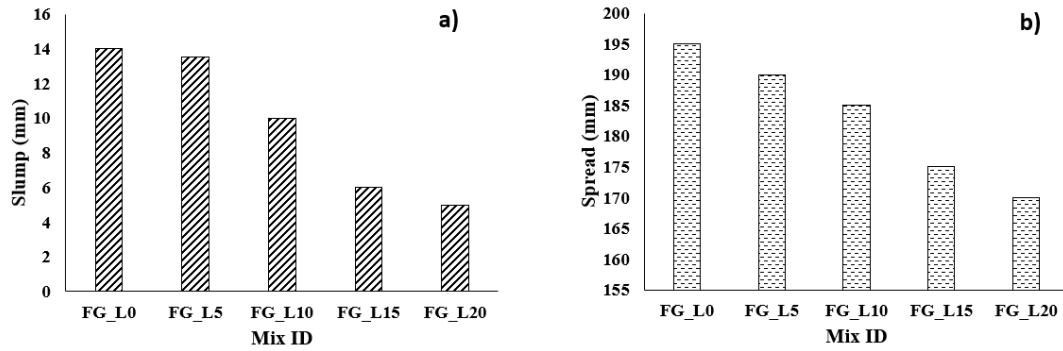 a)
Slump (mm)
16
14
12
10
8
6
4
2
0
FG_L0 FG_L5 FG_L10 FG_L15 FG_L20
Mix ID
b)
Spread (mm)
200
195
190
185
180
175
170
165
160
155
FG_L0 FG_L5 FG_L10 FG_L15 FG_L20
Mix ID